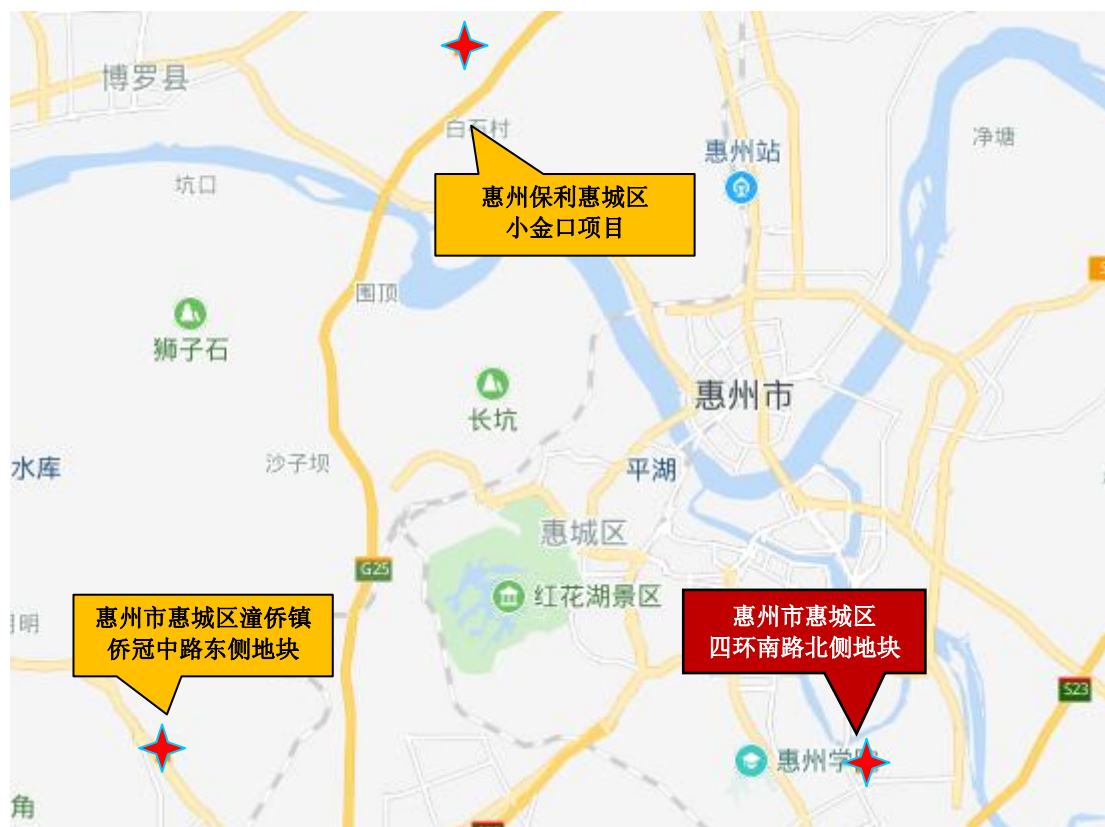 博罗县
白石村
惠州站
净塘
坑口
惠州保利惠城区
小金口项目
围顶
狮子石
长坑
惠州市
水库
沙子坝
平湖
惠城区
G25
红花湖景区
明
惠州市惠城区潼侨镇
侨冠中路东侧地块
惠州市惠城区
四环南路北侧地块
S23
惠州学
角